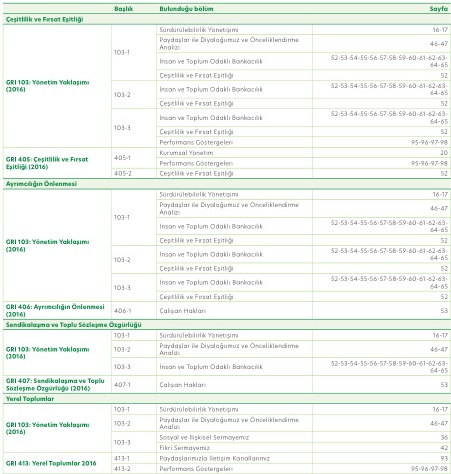 Başlık Bulunduğu bölüm Sayfa
Çeşitlilik ve Fırsat Eşitliği
GRI 103: Yönetim Yaklaşımı
(2016)
103-1
Sürdürülebilirlik Yönetişimi 16-17
Paydaşlar ile Diyaloğumuz ve Önceliklendirme
Analizi 46-47
İnsan ve Toplum Odaklı Bankacılık 52-53-54-55-56-57-58-59-60-61-62-63-
64-65
Çeşitlilik ve Fırsat Eşitliği 52
103-2
İnsan ve Toplum Odaklı Bankacılık 52-53-54-55-56-57-58-59-60-61-62-63-
64-65
Çeşitlilik ve Fırsat Eşitliği 52
103-3
İnsan ve Toplum Odaklı Bankacılık 52-53-54-55-56-57-58-59-60-61-62-63-
64-65
Çeşitlilik ve Fırsat Eşitliği 52
Performans Göstergeleri 95-96-97-98
GRI 405: Çeşitlilik ve Fırsat
Eşitliği (2016)
405-1
Kurumsal Yönetim 20
Performans Göstergeleri 95-96-97-98
405-2 Çeşitlilik ve Fırsat Eşitliği 52
Ayrımcılığın Önlenmesi
GRI 103: Yönetim Yaklaşımı
(2016)
103-1
Sürdürülebilirlik Yönetişimi 16-17
Paydaşlar ile Diyaloğumuz ve Önceliklendirme
Analizi 46-47
İnsan ve Toplum Odaklı Bankacılık 52-53-54-55-56-57-58-59-60-61-62-63-
64-65
Çeşitlilik ve Fırsat Eşitliği 52
103-2
İnsan ve Toplum Odaklı Bankacılık 52-53-54-55-56-57-58-59-60-61-62-63-
64-65
Çeşitlilik ve Fırsat Eşitliği 52
103-3
İnsan ve Toplum Odaklı Bankacılık 52-53-54-55-56-57-58-59-60-61-62-63-
64-65
Çeşitlilik ve Fırsat Eşitliği 52
GRI 406: Ayrımcılığın Önlenmesi
(2016)
406-1 Çalışan Hakları 53
Sendikalaşma ve Toplu Sözleşme Özgürlüğü
GRI 103: Yönetim Yaklaşımı
(2016)
103-1 Sürdürülebilirlik Yönetişimi 16-17
103-2 Paydaşlar ile Diyaloğumuz ve Önceliklendirme
Analizi 46-47
103-3 İnsan ve Toplum Odaklı Bankacılık 52-53-54-55-56-57-58-59-60-61-62-63-
64-65
GRI 407: Sendikalaşma ve Toplu
Sözleşme Özgürlüğü (2016)
407-1 Çalışan Hakları 53
Yerel Toplumlar
GRI 103: Yönetim Yaklaşımı
(2016)
103-1 Sürdürülebilirlik Yönetişimi 16-17
103-2 Paydaşlar ile Diyaloğumuz ve Önceliklendirme
Analizi 46-47
103-3
Sosyal ve İlişkisel Sermayemiz 36
Fikri Sermayemiz 42
GRI 413: Yerel Toplumlar 2016
413-1 Paydaşlarımızla İletişim Kanallarımız 93
413-2 Performans Göstergeleri 95-96-97-98